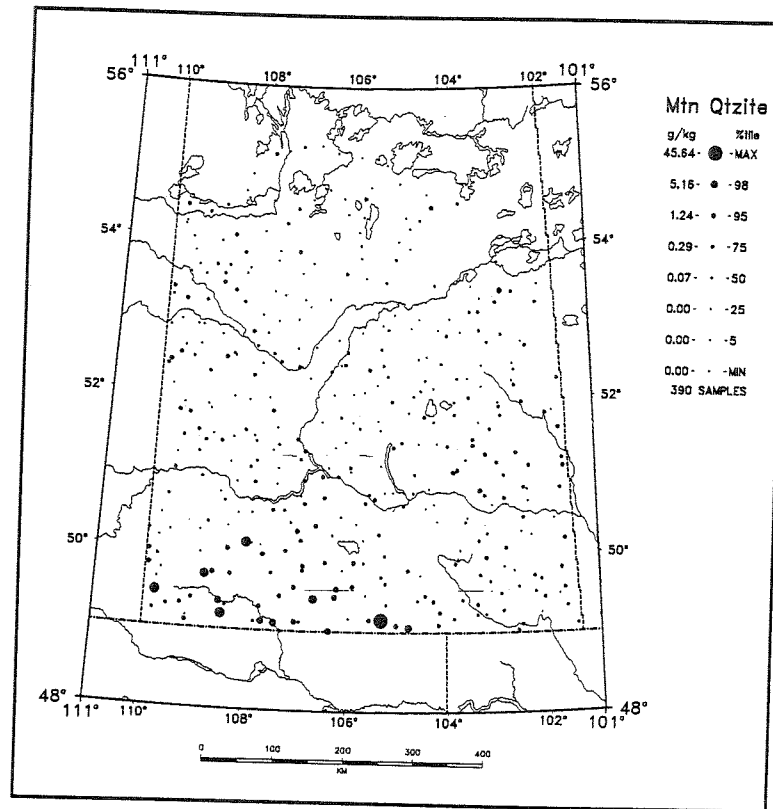 111° 110° 108° 106° 104° 102° 101°
56° 56°
54° 54°
52° 52°
50° 50°
48° 48°
111° 110° 108° 106° 104° 102° 101°
0 100 200 300 400
KM
Mtn Qtzite
g/kg %tile
45.64- -MAX
5.16- -98
1.24- -95
0.29- -75
0.07- -50
0.00- -25
0.00- -5
0.00- -MIN
390 SAMPLES